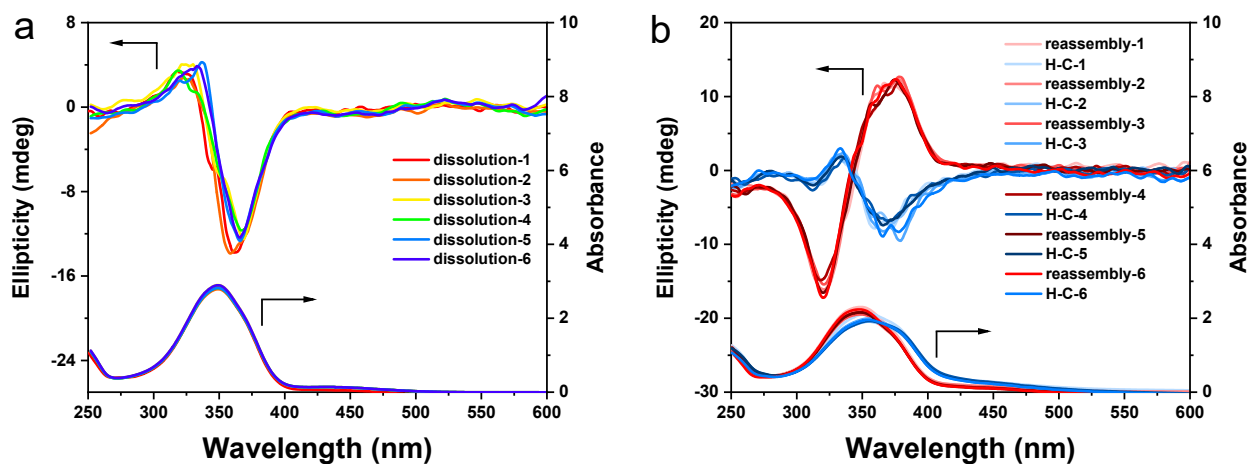 a
8
0
-8
-16
-24
Ellipticity (mdeg)
10
8
6
4
2
0
Absorbance
dissolution-1
dissolution-2
dissolution-3
dissolution-4
dissolution-5
dissolution-6
250 300 350 400 450 500 550 600
Wavelength (nm)
b
20
10
0
-10
-20
-30
Ellipticity (mdeg)
10
8
6
4
2
0
Absorbance
reassembly-1
H-C-1
reassembly-2
H-C-2
reassembly-3
H-C-3
reassembly-4
H-C-4
reassembly-5
H-C-5
reassembly-6
H-C-6
250 300 350 400 450 500 550 600
Wavelength (nm)